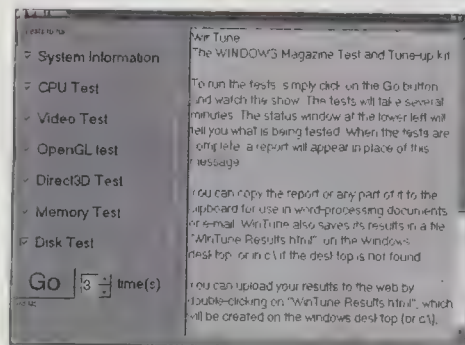 System Information
CPU Test
Video Test
OpenGL test
Direct3D Test
Memory Test
Disk Test
Go 3 time(s)
WinTune
The WINDOWS Magazine Test and Tune-up kit
To run the tests simply click on the Go button
and watch the show. The tests will take several
minutes. The status window at the lower left will
tell you what is being tested. When the tests are
complete, a report will appear in place of this
message
You can copy the report or any part of it to the
clipboard for use in word-processing documents
or e-mail. WinTune also saves its results in a file
"WinTune Results.html", on the windows
desktop, or in c:\ if the desktop is not found
You can upload your results to the web by
double-clicking on "WinTune Results.html", which
will be created on the windows desktop (or c:\).